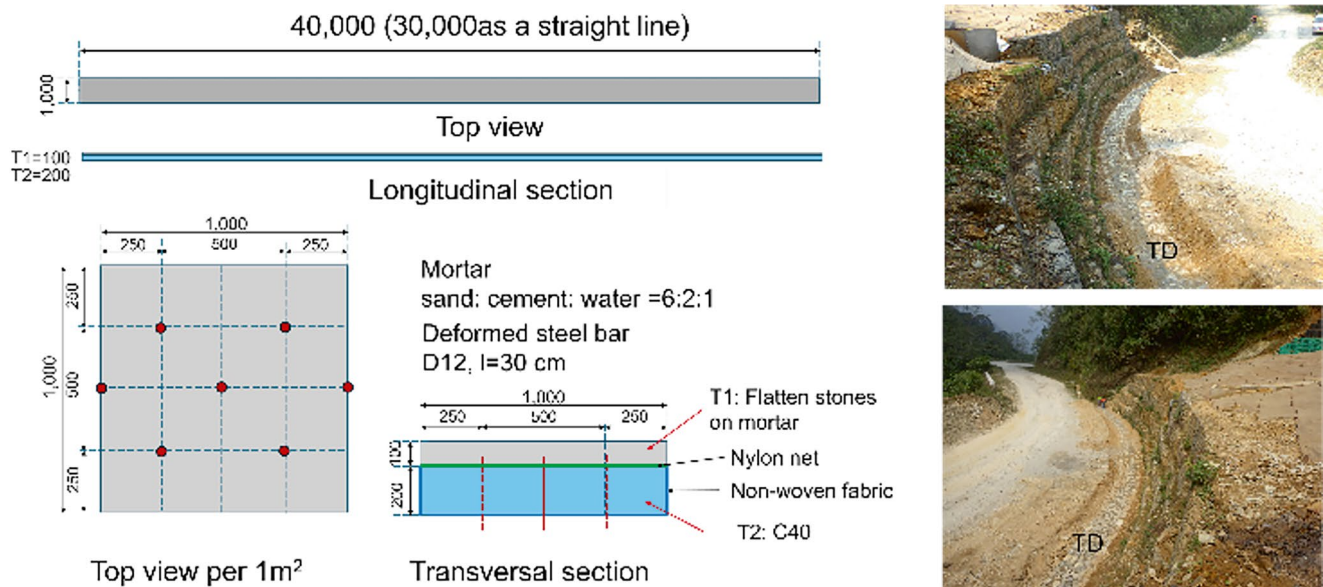 40,000 (30,000as a straight line)
1,000
Top view
T1=100
T2=200
Longitudinal section
1,000
250
500
250
250
1,000
500
250
Top view per 1m²
Mortar
sand: cement: water =6:2:1
Deformed steel bar
D12, l=30 cm
1,000
250
500
250
100
200
T1: Flatten stones
on mortar
Nylon net
Non-woven fabric
T2: C40
Transversal section
TD
TD